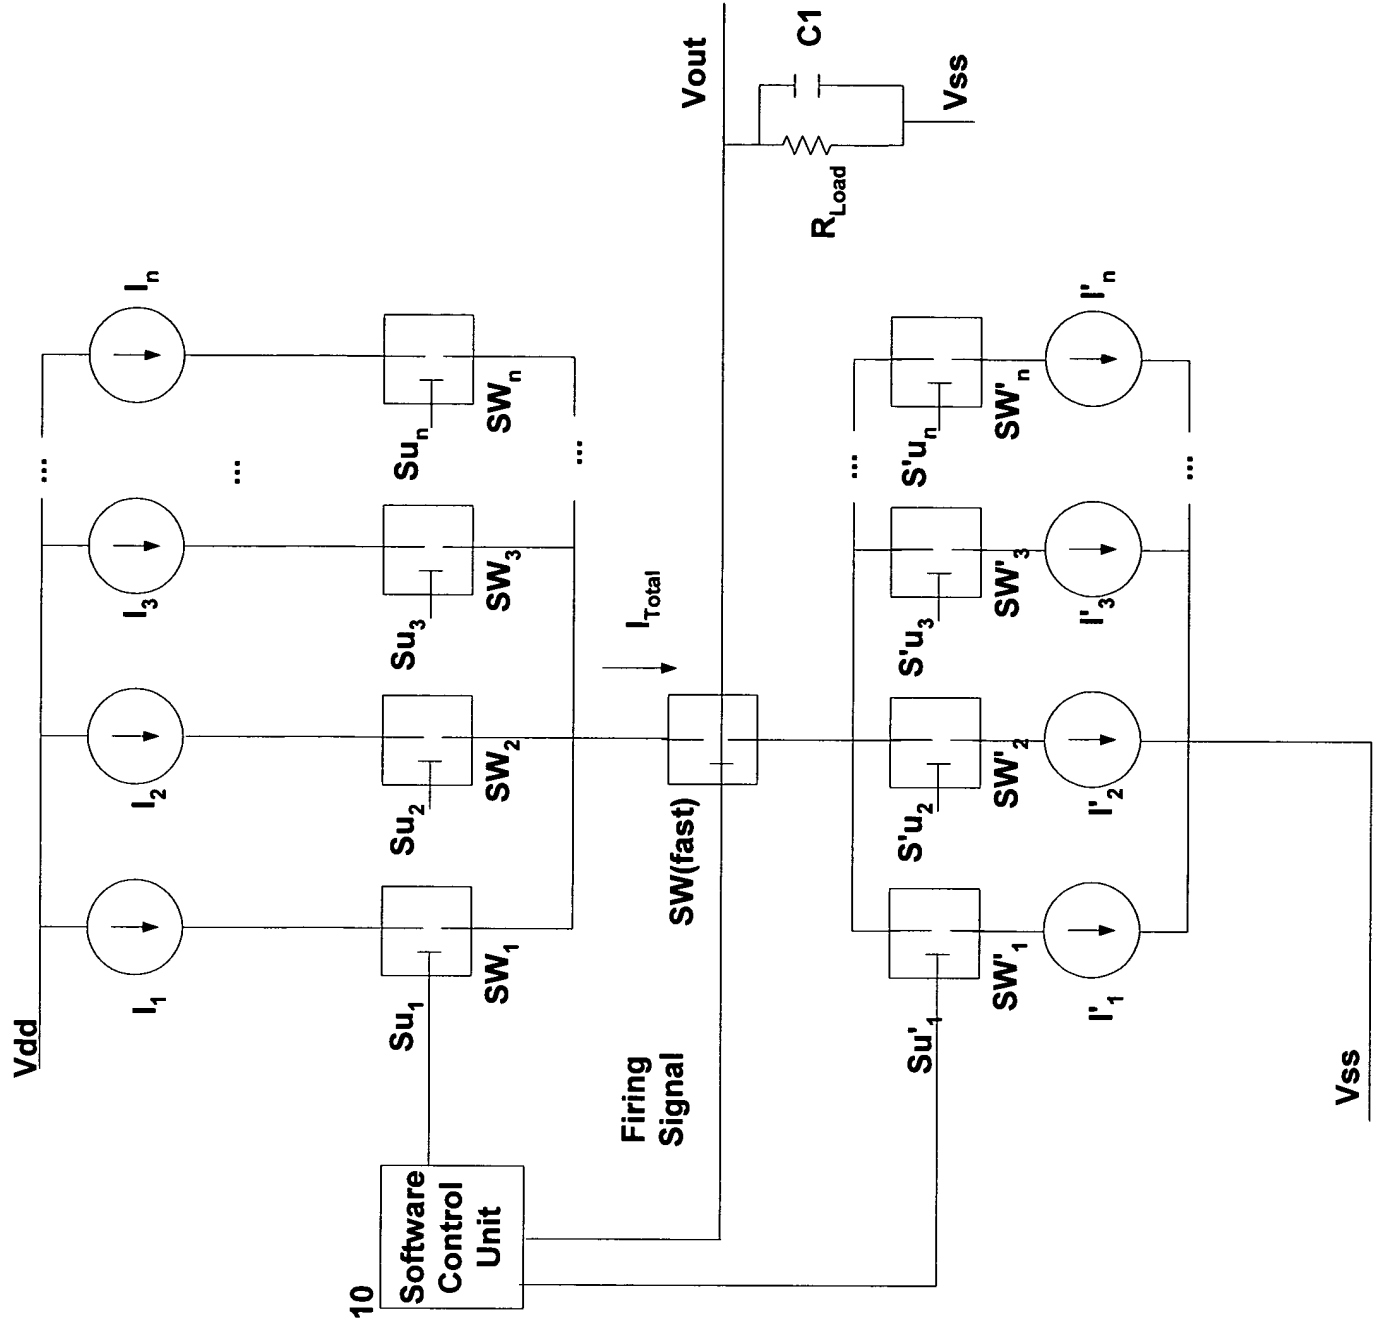 Vdd
I1
I2
I3
In
...
...
Su1
Su2
Su3
Sun
SW1
SW2
SW3
SWn
...
10
Software
Control
Unit
Firing
Signal
SW(fast)
ITotal
Vout
RLoad
C1
Vss
...
Su'1
S'u2
S'u3
S'un
SW'1
SW'2
SW'3
SW'n
I'1
I'2
I'3
I'n
...
Vss